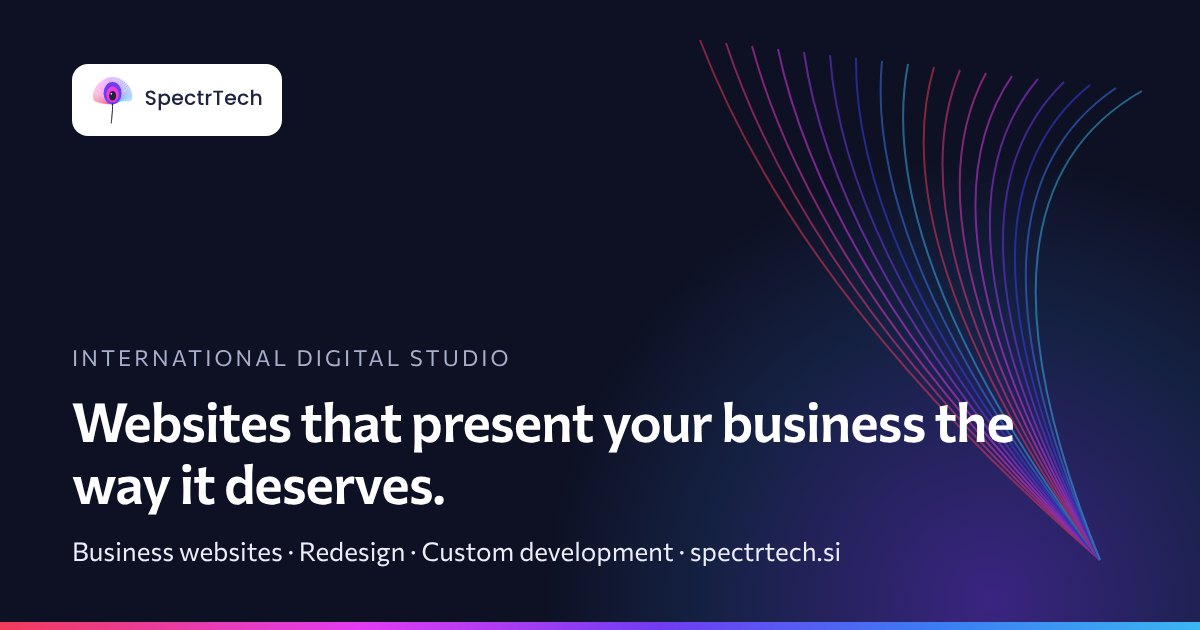 SpectrTech
INTERNATIONAL DIGITAL STUDIO
Websites that present your business the
way it deserves.
Business websites · Redesign · Custom development · spectrtech.si